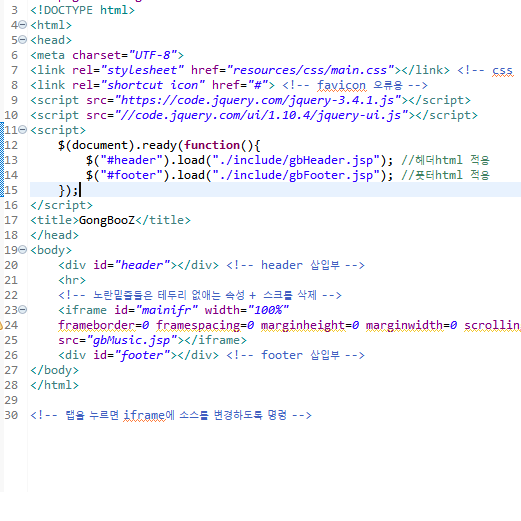 3 <!DOCTYPE html>
4 <html>
5 <head>
6 <meta charset="UTF-8">
7 <link rel="stylesheet" href="resources/css/main.css"></link> <!-- css
8 <link rel="shortcut icon" href="#"> <!-- favicon 오류용 -->
9 <script src="https://code.jquery.com/jquery-3.4.1.js"></script>
10 <script src="//code.jquery.com/ui/1.10.4/jquery-ui.js"></script>
11 <script>
12 $(document).ready(function(){
13 $("#header").load("./include/gbHeader.jsp"); //헤더html 적용
14 $("#footer").load("./include/gbFooter.jsp"); //풋터html 적용
15 });
16 </script>
17 <title>GongBooZ</title>
18 </head>
19 <body>
20 <div id="header"></div> <!-- header 삽입부 -->
21 <hr>
22 <!-- 노란밑줄들은 테두리 없애는 속성 + 스크롤 삭제 -->
23 <iframe id="mainifr" width="100%"
24 frameborder=0 framespacing=0 marginheight=0 marginwidth=0 scrollin
25 src="gbMusic.jsp"></iframe>
26 <div id="footer"></div> <!-- footer 삽입부 -->
27 </body>
28 </html>
29
30 <!-- 탭을 누르면 iframe에 소스를 변경하도록 명령 -->